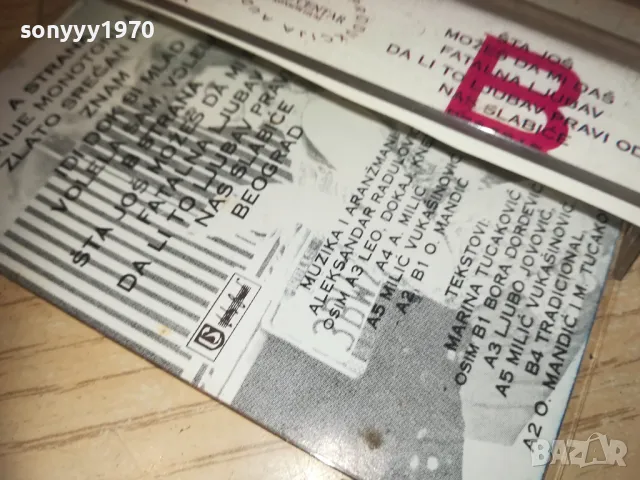 sonyyy1970
A STRANA
NIJE MONOTONO
ZLATO SREĆAN
ZNAM
IDI DOK SI MLAD
VOLELA SAM, VOLELA
B STRANA
ŠTA JOŠ MOŽEŠ DA MI
FATALNA LJUBAV
DA LI TO LJUBAV PRAVI
NAS SLABIĆE
BEOGRAD
MUZIKA I ARANŽMANI
ALEKSANDAR RADULOVIĆ
OSIM A3 LEO, DOKAJ, KNEB
A4 A. MILIĆ
A5 MILIĆ VUKAŠINOVIĆ
A2, B1 O. MANDIĆ
TEKSTOVI:
MARINA TUCAKOVIĆ
OSIM B1 BORA ĐORĐEVIĆ
A3 LJUBO JOVOVIĆ,
A5 MILIĆ VUKAŠINOVIĆ
B4 TRADICIONAL,
A2 O. MANDIĆ I M. TUCAKO
CENTAR
ŠTA JOŠ
MOŽEŠ DA MI DAŠ
FATALNA LJUBAV
DA LI TO LJUBAV PRAVI OD
SLABIĆE
B
BAZAR